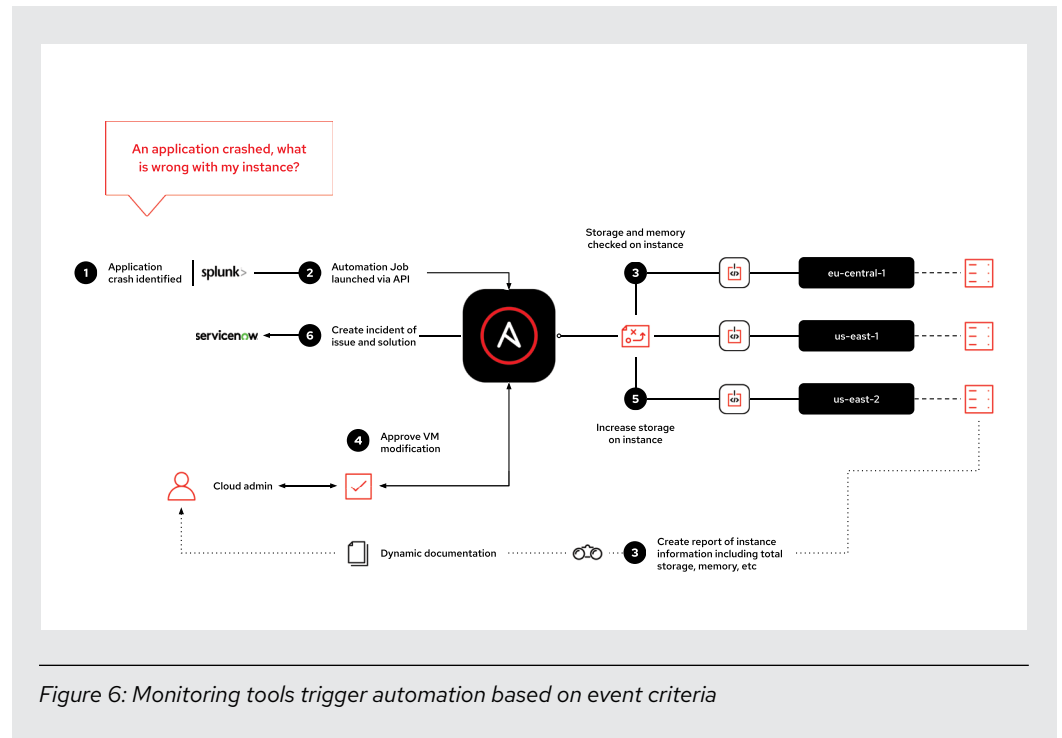 An application crashed, what
is wrong with my instance?
Storage and memory
checked on instance
1 Application
crash identified
splunk>
2 Automation Job
launched via API
3
</>
eu-central-1
servicenow
6 Create incident of
issue and solution
A
</>
us-east-1
5
</>
us-east-2
Increase storage
on instance
4 Approve VM
modification
Cloud admin
Dynamic documentation
3 Create report of instance
information including total
storage, memory, etc
Figure 6: Monitoring tools trigger automation based on event criteria